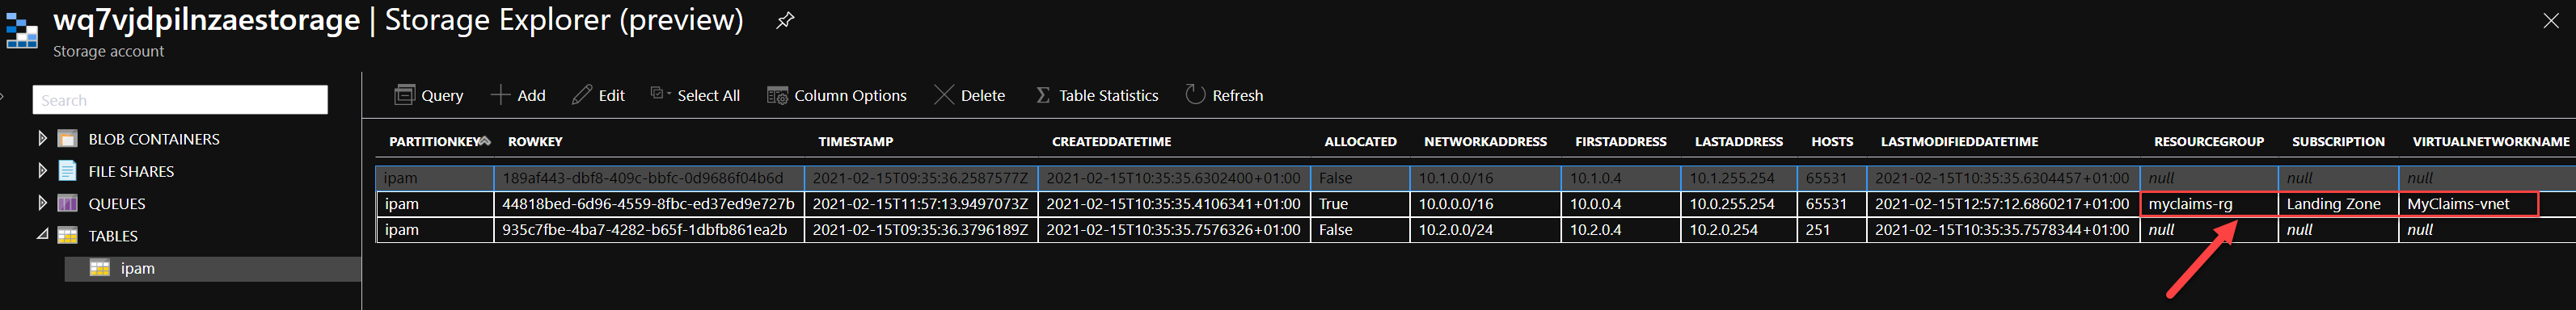 wq7vjdpilnzaestorage | Storage Explorer (preview)
Storage account
Search
BLOB CONTAINERS
FILE SHARES
QUEUES
TABLES
ipam
Query Add Edit Select All Column Options Delete Table Statistics Refresh
PARTITIONKEY ROWKEY TIMESTAMP CREATEDDATETIME ALLOCATED NETWORKADDRESS FIRSTADDRESS LASTADDRESS HOSTS LASTMODIFIEDDATETIME RESOURCEGROUP SUBSCRIPTION VIRTUALNETWORKNAME
ipam 189af443-dbf8-409c-bbfc-0d9686f04b6d 2021-02-15T09:35:36.2587577Z 2021-02-15T10:35:35.6302400+01:00 False 10.1.0.0/16 10.1.0.4 10.1.255.254 65531 2021-02-15T10:35:35.6304457+01:00 null null null
ipam 44818bed-6d96-4559-8fbc-ed37ed9e727b 2021-02-15T11:57:13.9497073Z 2021-02-15T10:35:35.4106341+01:00 True 10.0.0.0/16 10.0.0.4 10.0.255.254 65531 2021-02-15T12:57:12.6860217+01:00 myclaims-rg Landing Zone MyClaims-vnet
ipam 935c7fbe-4ba7-4282-b65f-1dbfb861ea2b 2021-02-15T09:35:36.3796189Z 2021-02-15T10:35:35.7576326+01:00 False 10.2.0.0/24 10.2.0.4 10.2.0.254 251 2021-02-15T10:35:35.7578344+01:00 null null null